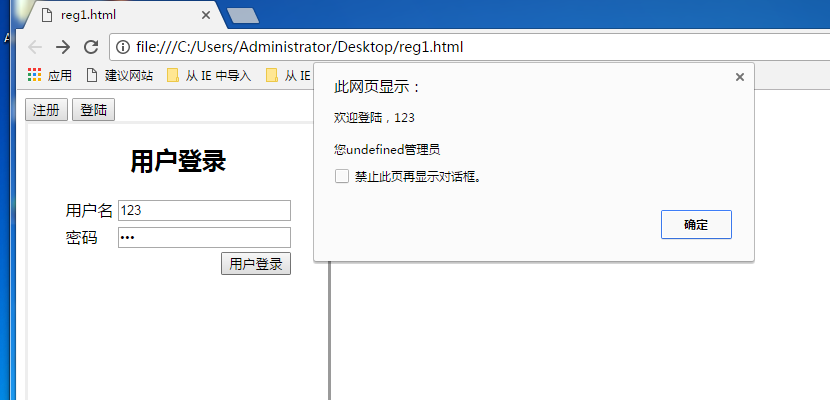 reg1.html
file:///C:/Users/Administrator/Desktop/reg1.html
应用 建议网站 从 IE 中导入 从 IE
注册 登陆
用户登录
用户名 123
密码 •••
用户登录
此网页显示：
欢迎登陆，123
您undefined管理员
禁止此页再显示对话框。
确定